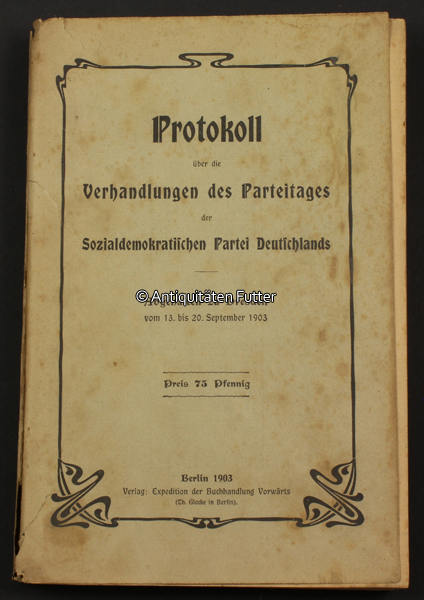 Protokoll
über die
Verhandlungen des Parteitages
der
Sozialdemokratiſchen Partei Deutſchlands
© Antiquitäten Futter
vom 13. bis 20. September 1903
Preis 75 Pfennig
Berlin 1903
Verlag: Expedition der Buchhandlung Vorwärts
(Th. Glocke in Berlin).